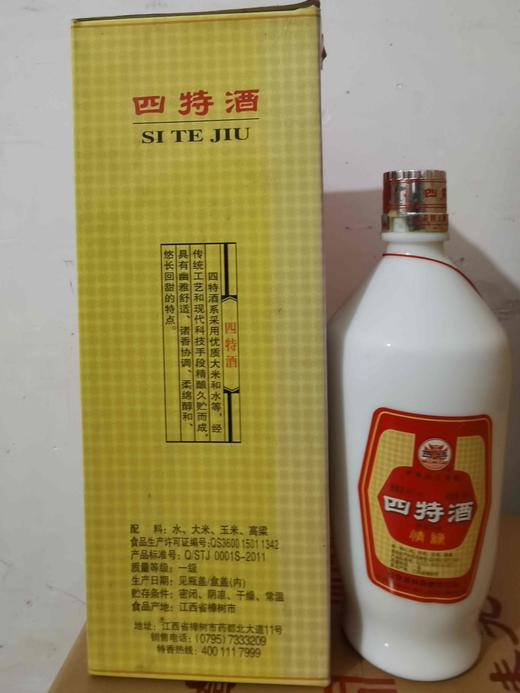 四特酒
SI TE JIU
四特酒
四特酒系采用优质大米和水等，经
传统工艺和现代科技手段精酿久贮而成，
具有幽雅舒适、诸香协调、柔绵醇和、
悠长回甜的特点。
配　料：水、大米、玉米、高粱
食品生产许可证编号：QS3600 1501 1342
产品标准号：Q/STJ 0001S-2011
质量等级：一级
生产日期：见瓶盖/盒盖(内)
贮存条件：密闭、阴凉、干燥、常温
食品产地：江西省樟树市
地址：江西省樟树市药都北大道11号
销售电话：(0795)7333209
特香热线：400 111 7999
四特
四特酒
情缘